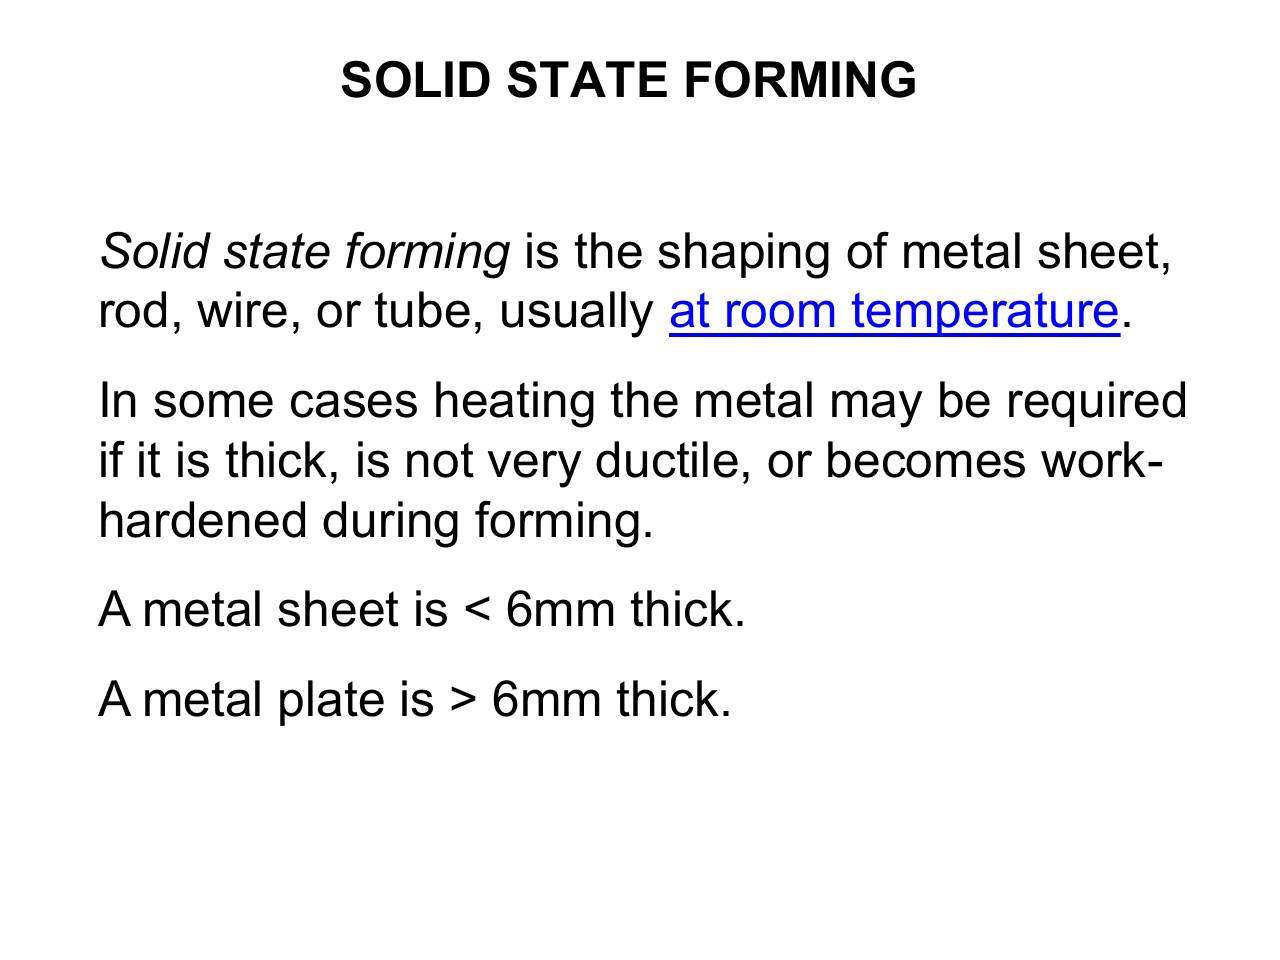 SOLID STATE FORMING
Solid state forming is the shaping of metal sheet,
rod, wire, or tube, usually at room temperature.
In some cases heating the metal may be required
if it is thick, is not very ductile, or becomes work-
hardened during forming.
A metal sheet is < 6mm thick.
A metal plate is > 6mm thick.